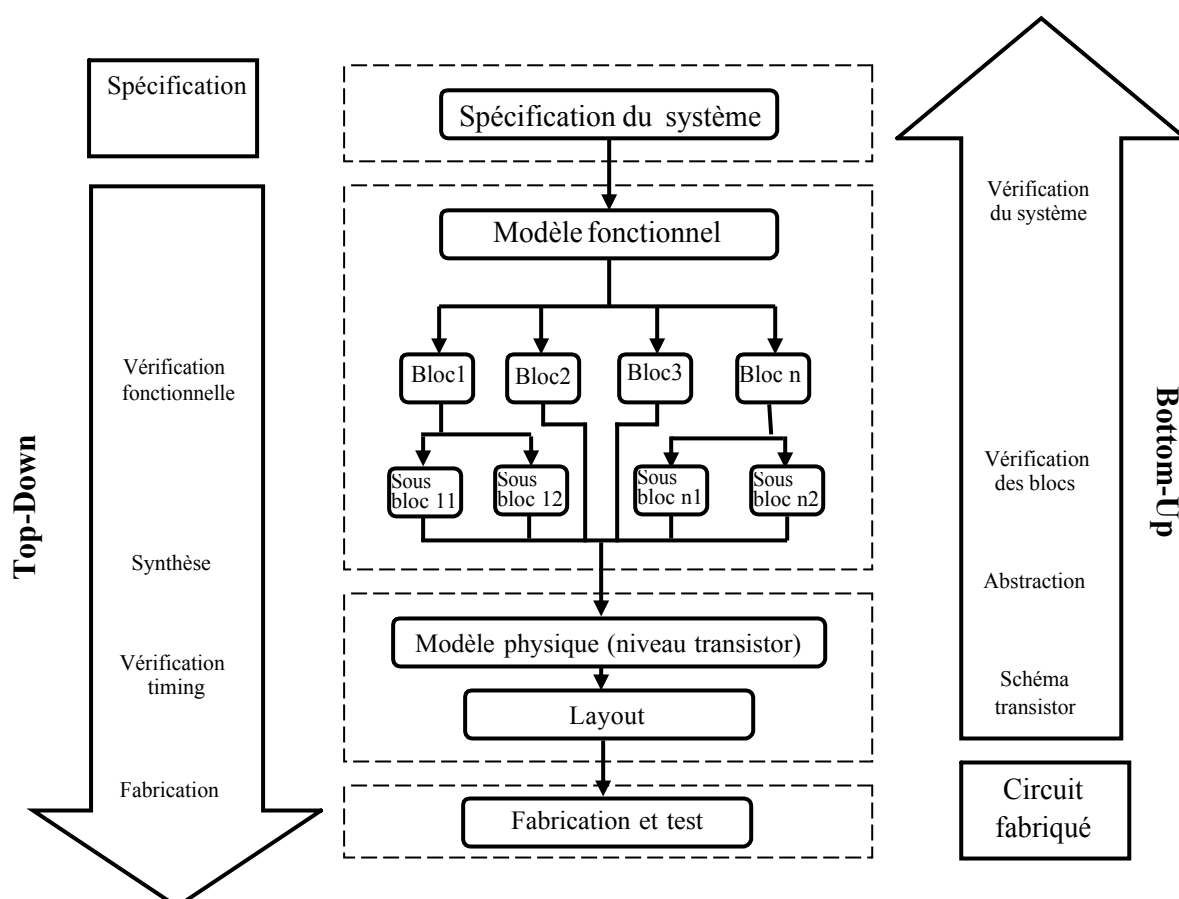 Spécification
Spécification du système
Modèle fonctionnel
Bloc1
Bloc2
Bloc3
Bloc n
Sous
bloc 11
Sous
bloc 12
Sous
bloc n1
Sous
bloc n2
Modèle physique (niveau transistor)
Layout
Fabrication et test
Top-Down
Vérification
fonctionnelle
Synthèse
Vérification
timing
Fabrication
Vérification
du système
Vérification
des blocs
Abstraction
Schéma
transistor
Bottom-Up
Circuit
fabriqué